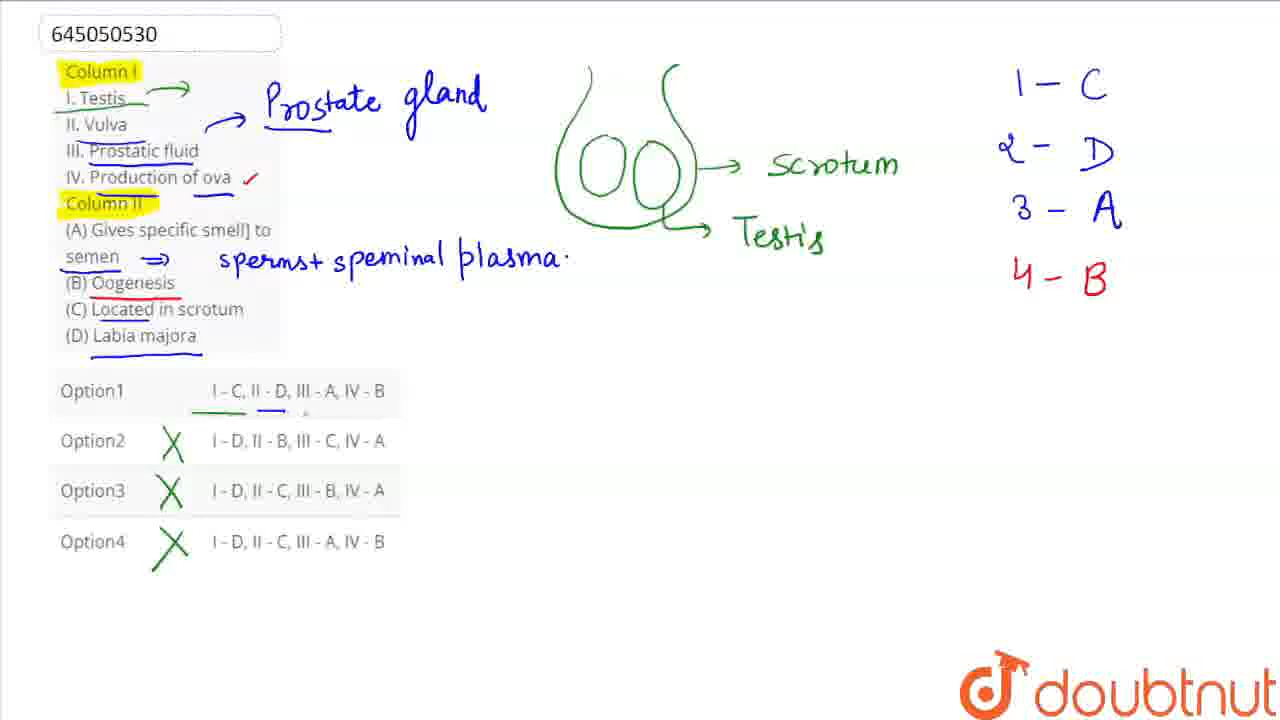 645050530
Column I
I. Testis
II. Vulva
III. Prostatic fluid
IV. Production of ova
Column II
(A) Gives specific smell] to
semen
(B) Oogenesis
(C) Located in scrotum
(D) Labia majora
Prostate gland
sperms+ speminal plasma.
Scrotum
Testis
1 - C
2 - D
3 - A
4 - B
Option1 I - C, II - D, III - A, IV - B
Option2 I - D, II - B, III - C, IV - A
Option3 I - D, II - C, III - B, IV - A
Option4 I - D, II - C, III - A, IV - B
doubtnut